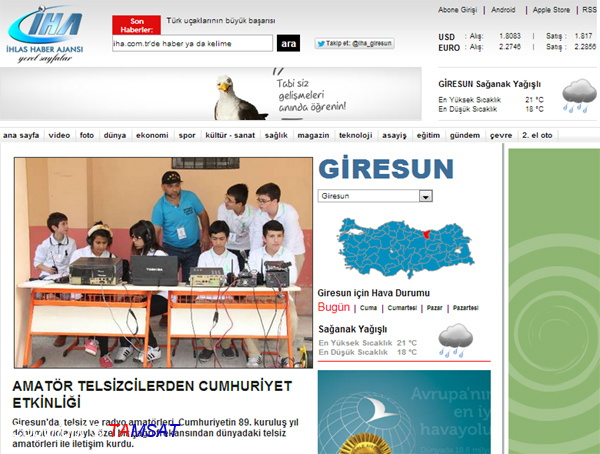 İHA
İHLAS HABER AJANSI
yerel sayfalar
Son Haberler:
Türk uçaklarının büyük başarısı
iha.com.tr'de haber ya da kelime
ara
Takip et: @iha_giresun
Abone Girişi | Android | Apple Store | RSS
USD : Alış: 1.8083 | Satış : 1.817
EURO : Alış: 2.2746 | Satış : 2.2856
Tabi siz
gelişmeleri
anında öğrenin!
GİRESUN Sağanak Yağışlı
En Yüksek Sıcaklık 21 °C
En Düşük Sıcaklık 18 °C
ana sayfa video foto dünya ekonomi spor kültür - sanat sağlık magazin teknoloji asayiş eğitim gündem çevre 2. el oto
TOSHIBA
GİRESUN
Giresun
Giresun için Hava Durumu
Bugün | Cuma | Cumartesi | Pazar | Pazartesi
Sağanak Yağışlı
En Yüksek Sıcaklık 21 °C
En Düşük Sıcaklık 18 °C
AMATÖR TELSİZCİLERDEN CUMHURİYET
ETKİNLİĞİ
Giresun'da telsiz ve radyo amatörleri, Cumhuriyetin 89. kuruluş yıl
TAMSAT
dünyadaki telsiz
amatörleri ile iletişim kurdu.
Avrupa'nın
en iy
havayolu